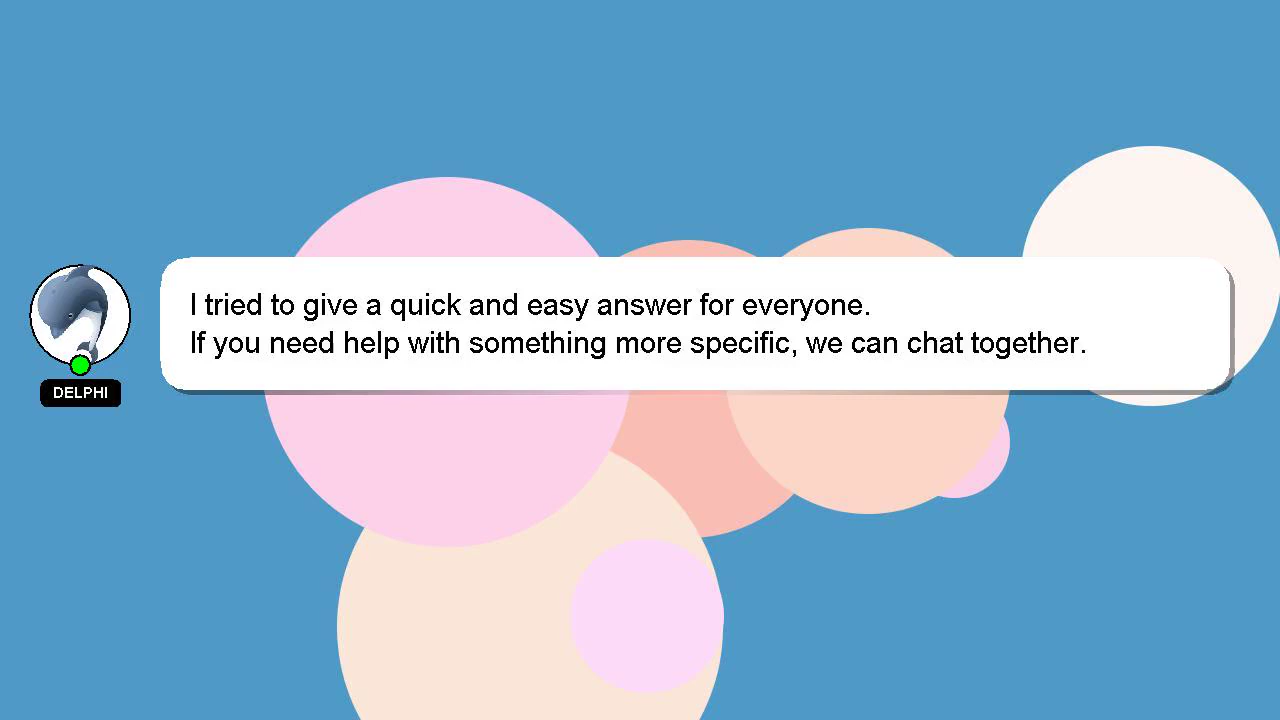 I tried to give a quick and easy answer for everyone.
If you need help with something more specific, we can chat together.
DELPHI